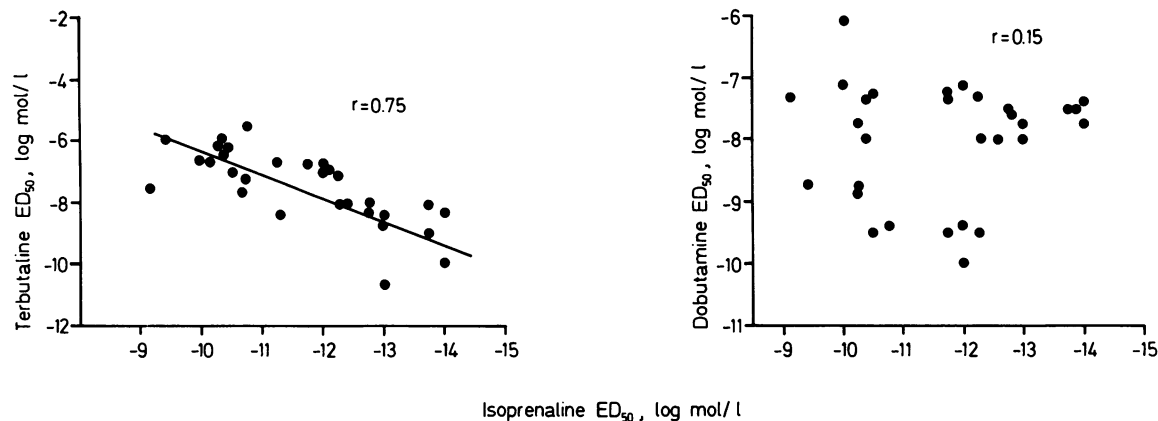 Terbutaline ED50, log mol/l
-2
-4
-6
-8
-10
-12
r=0.75
-9 -10 -11 -12 -13 -14 -15
Dobutamine ED50, log mol/l
-6
-7
-8
-9
-10
-11
r=0.15
-9 -10 -11 -12 -13 -14 -15
Isoprenaline ED50, log mol/l